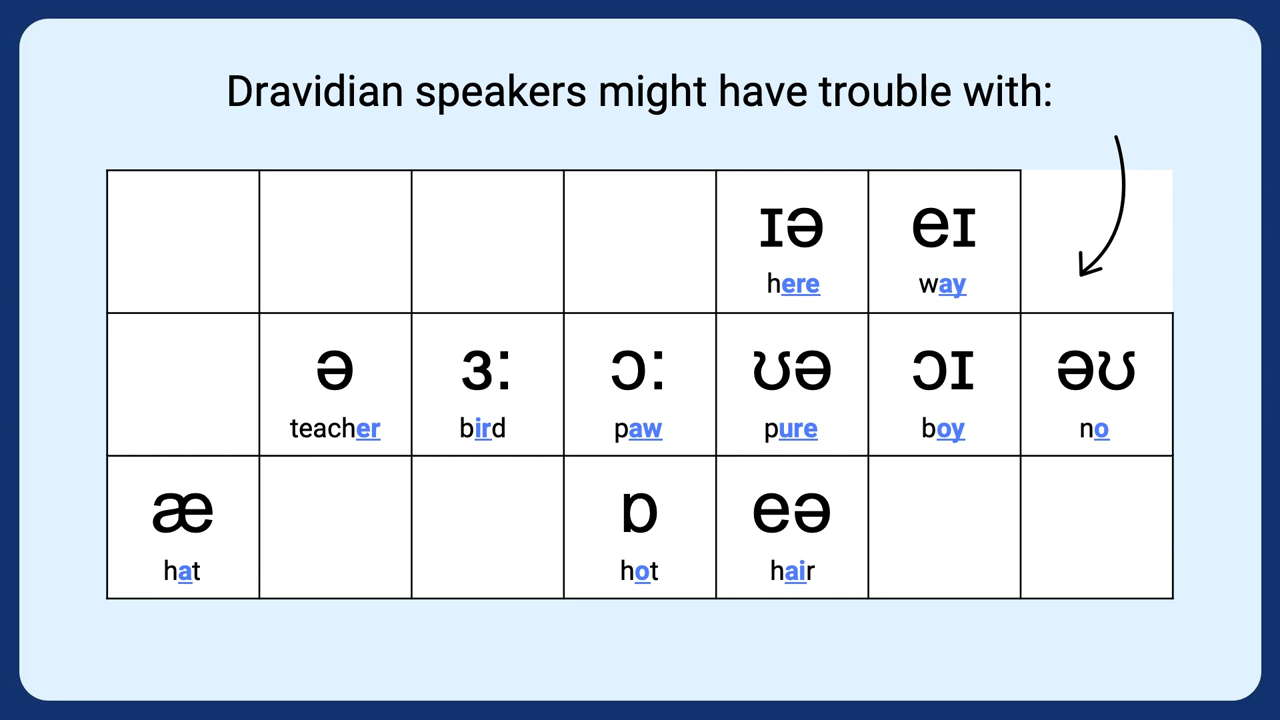 Dravidian speakers might have trouble with:
ɪə eɪ
here way
ə ɜː ɔː ʊə ɔɪ əʊ
teacher bird paw pure boy no
æ ɒ eə
hat hot hair